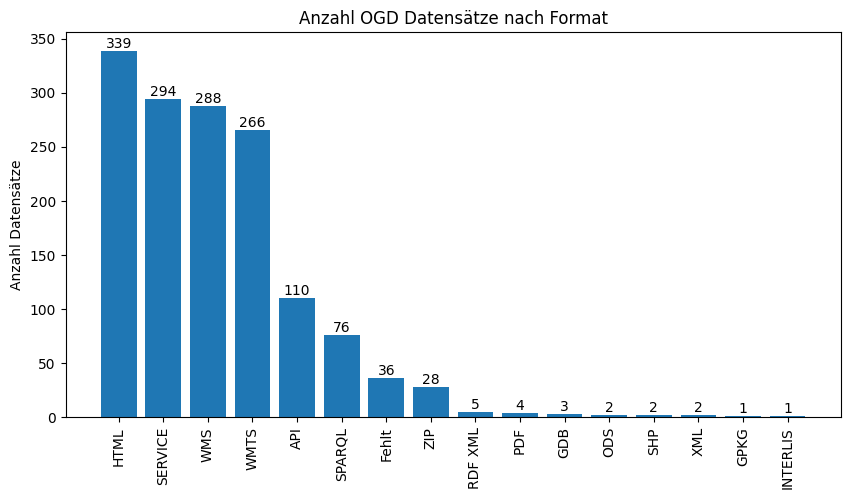 Anzahl OGD Datensätze nach Format
Anzahl Datensätze
350
300
250
200
150
100
50
0
339
294
288
266
110
76
36
28
5
4
3
2
2
2
1
1
HTML
SERVICE
WMS
WMTS
API
SPARQL
Fehlt
ZIP
RDF XML
PDF
GDB
ODS
SHP
XML
GPKG
INTERLIS